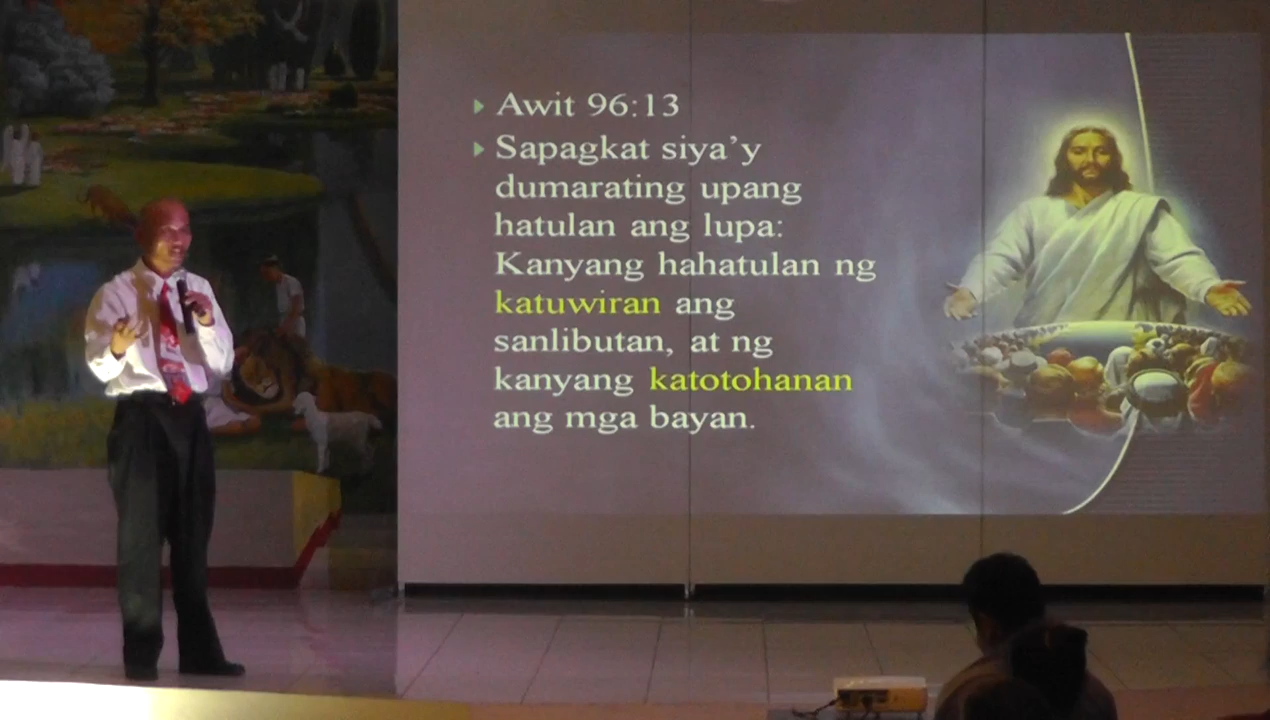 Awit 96:13
Sapagkat siya'y
dumarating upang
hatulan ang lupa:
Kanyang hahatulan ng
katuwiran ang
sanlibutan, at ng
kanyang katotohanan
ang mga bayan.